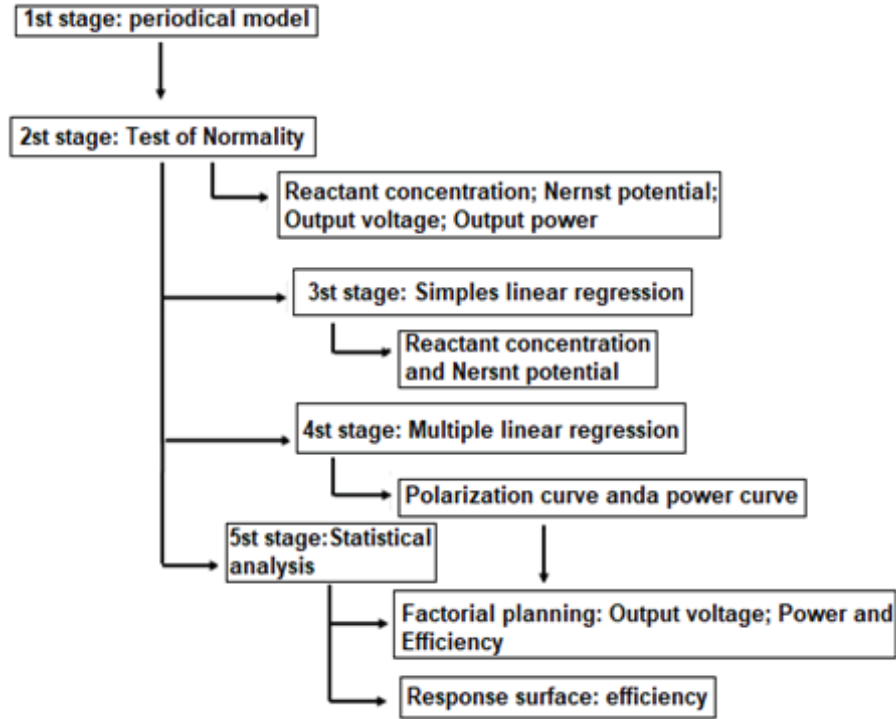 1st stage: periodical model
2st stage: Test of Normality
Reactant concentration; Nernst potential;
Output voltage; Output power
3st stage: Simples linear regression
Reactant concentration
and Nersnt potential
4st stage: Multiple linear regression
Polarization curve anda power curve
5st stage: Statistical
analysis
Factorial planning: Output voltage; Power and
Efficiency
Response surface: efficiency